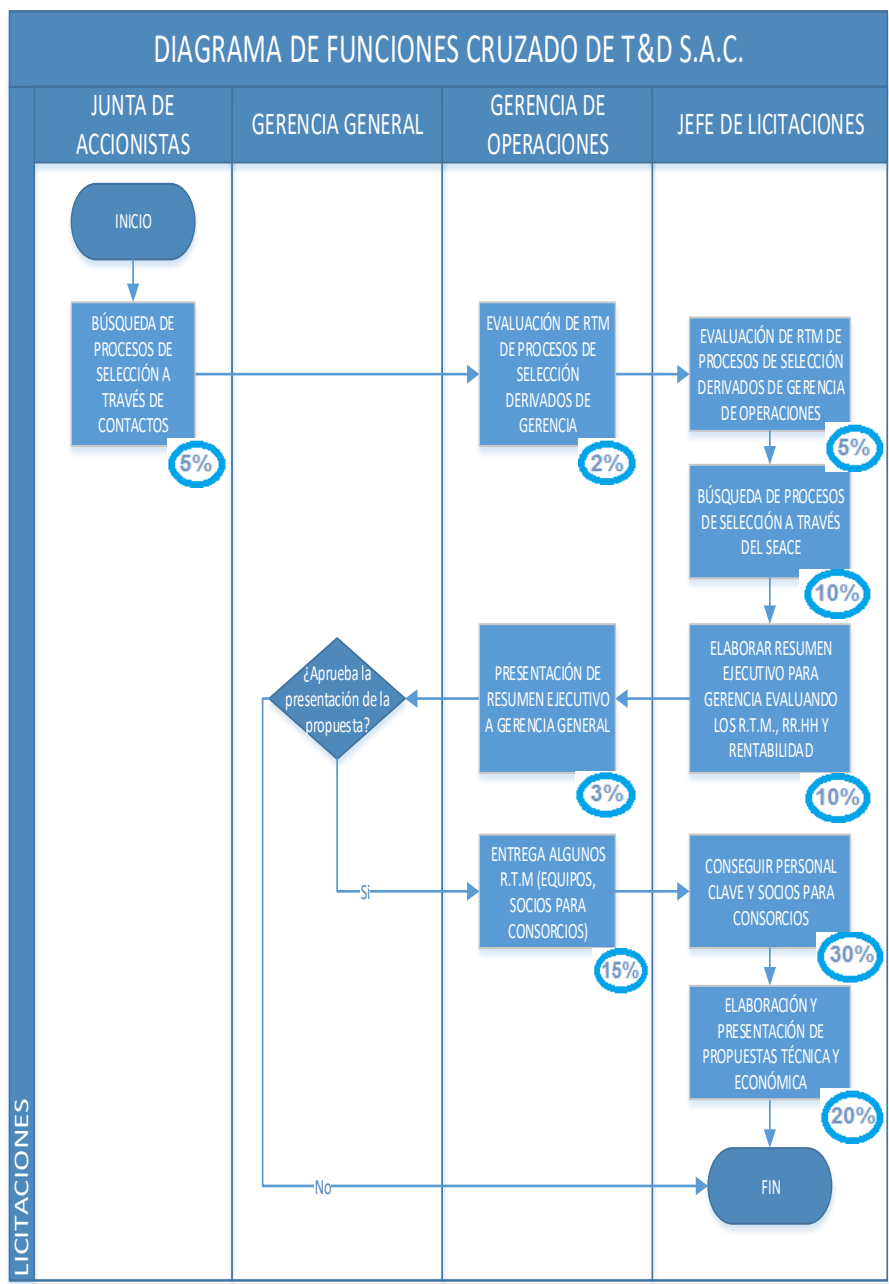 DIAGRAMA DE FUNCIONES CRUZADO DE T&D S.A.C.
JUNTA DE
ACCIONISTAS
GERENCIA GENERAL
GERENCIA DE
OPERACIONES
JEFE DE LICITACIONES
INICIO
BÚSQUEDA DE
PROCESOS DE
SELECCIÓN A
TRAVÉS DE
CONTACTOS
5%
EVALUACIÓN DE RTM
DE PROCESOS DE
SELECCIÓN
DERIVADOS DE
GERENCIA
2%
EVALUACIÓN DE RTM DE
PROCESOS DE SELECCIÓN
DERIVADOS DE GERENCIA
DE OPERACIONES
5%
BÚSQUEDA DE PROCESOS
DE SELECCIÓN A TRAVÉS
DEL SEACE
10%
ELABORAR RESUMEN
EJECUTIVO PARA
GERENCIA EVALUANDO
LOS R.T.M., RR.HH Y
RENTABILIDAD
10%
PRESENTACIÓN DE
RESUMEN EJECUTIVO
A GERENCIA GENERAL
3%
¿Aprueba la
presentación de la
propuesta?
Si
ENTREGA ALGUNOS
R.T.M (EQUIPOS,
SOCIOS PARA
CONSORCIOS)
15%
CONSEGUIR PERSONAL
CLAVE Y SOCIOS PARA
CONSORCIOS
30%
ELABORACIÓN Y
PRESENTACIÓN DE
PROPUESTAS TÉCNICA Y
ECONÓMICA
20%
No
FIN
LICITACIONES